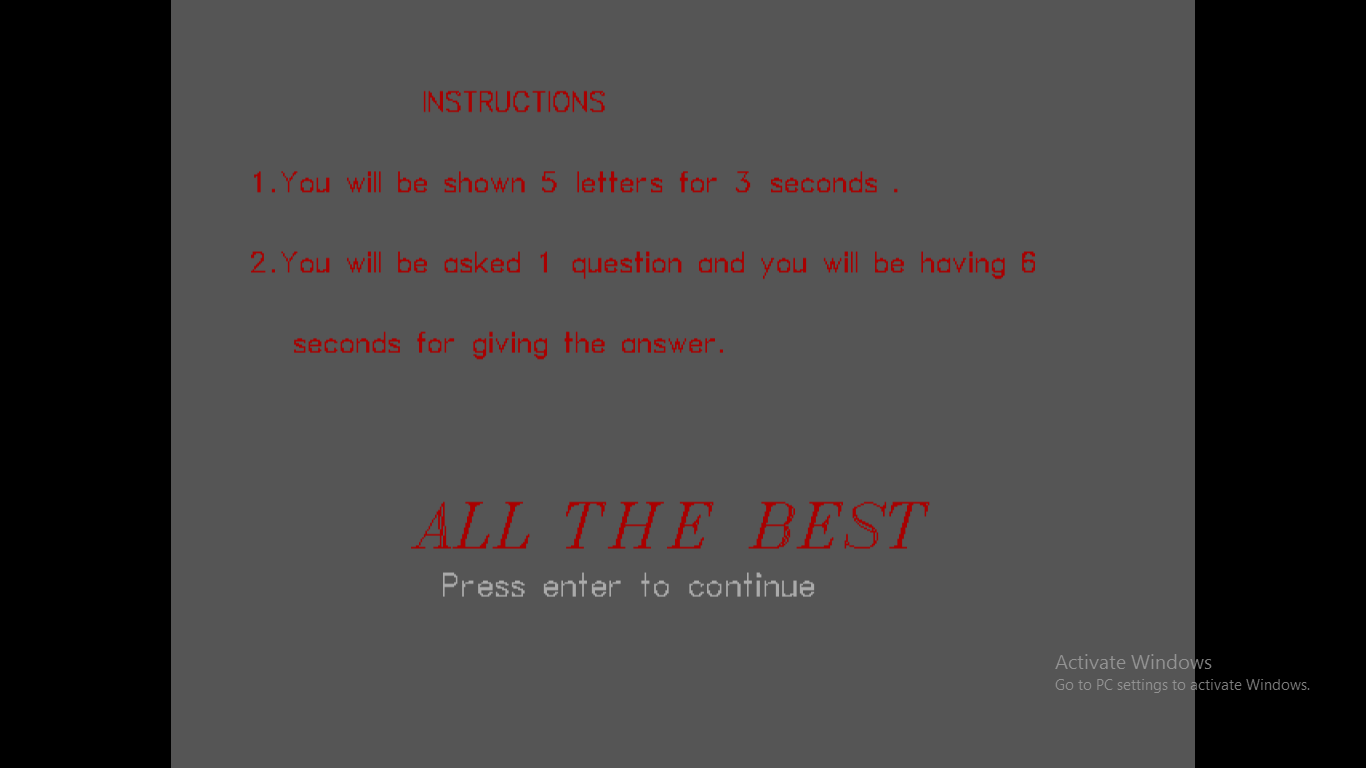 INSTRUCTIONS
1.You will be shown 5 letters for 3 seconds .
2.You will be asked 1 question and you will be having 6
seconds for giving the answer.
ALL THE BEST
Press enter to continue
Activate Windows
Go to PC settings to activate Windows.